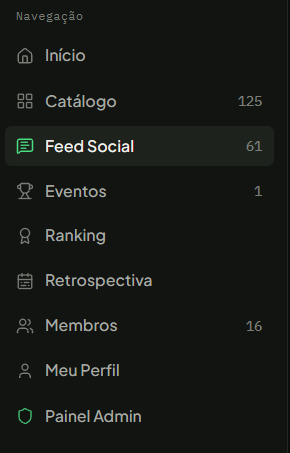 Navegação
Início
Catálogo 125
Feed Social 61
Eventos 1
Ranking
Retrospectiva
Membros 16
Meu Perfil
Painel Admin